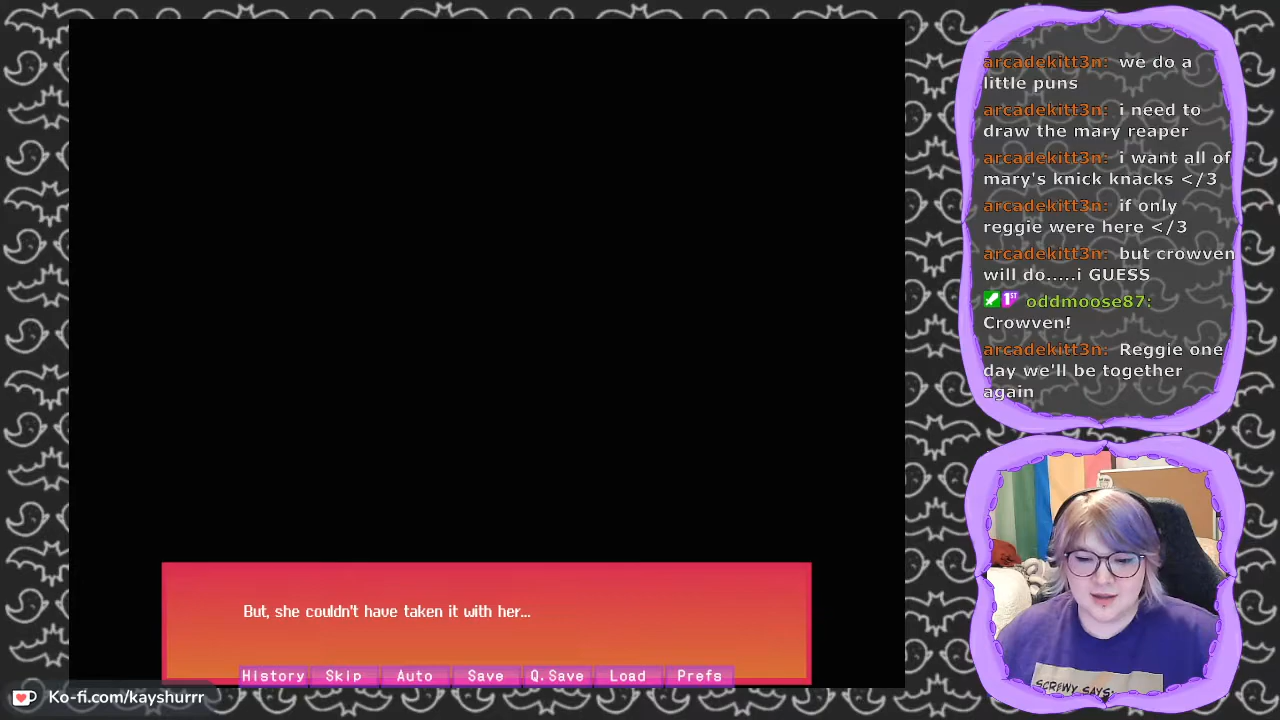 arcadekitt3n: we do a
little puns
arcadekitt3n: i need to
draw the mary reaper
arcadekitt3n: i want all of
mary's knick knacks </3
arcadekitt3n: if only
reggie were here </3
arcadekitt3n: but crowven
will do.....i GUESS
1ST oddmoose87:
Crowven!
arcadekitt3n: Reggie one
day we'll be together
again
But, she couldn't have taken it with her...
History Skip Auto Save Q.Save Load Prefs
SCREWY SAYS:
Ko-fi.com/kayshurrr